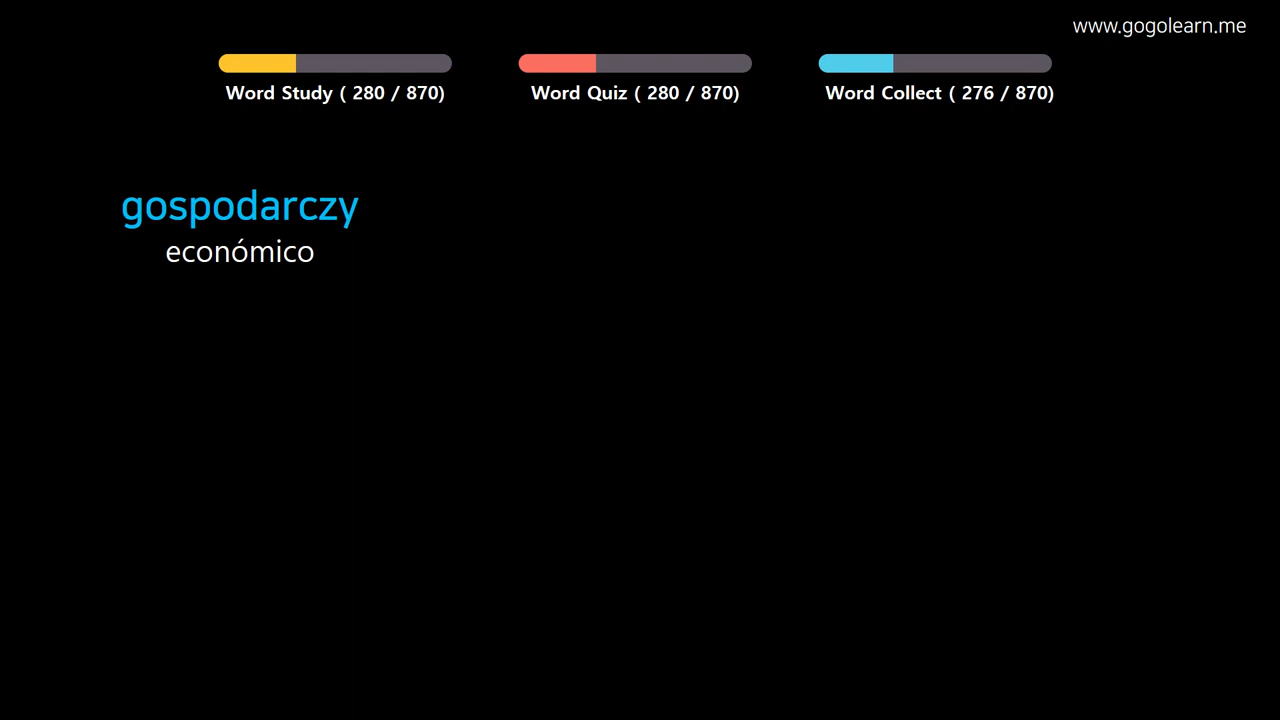 www.gogolearn.me
Word Study ( 280 / 870)
Word Quiz ( 280 / 870)
Word Collect ( 276 / 870)
gospodarczy
económico